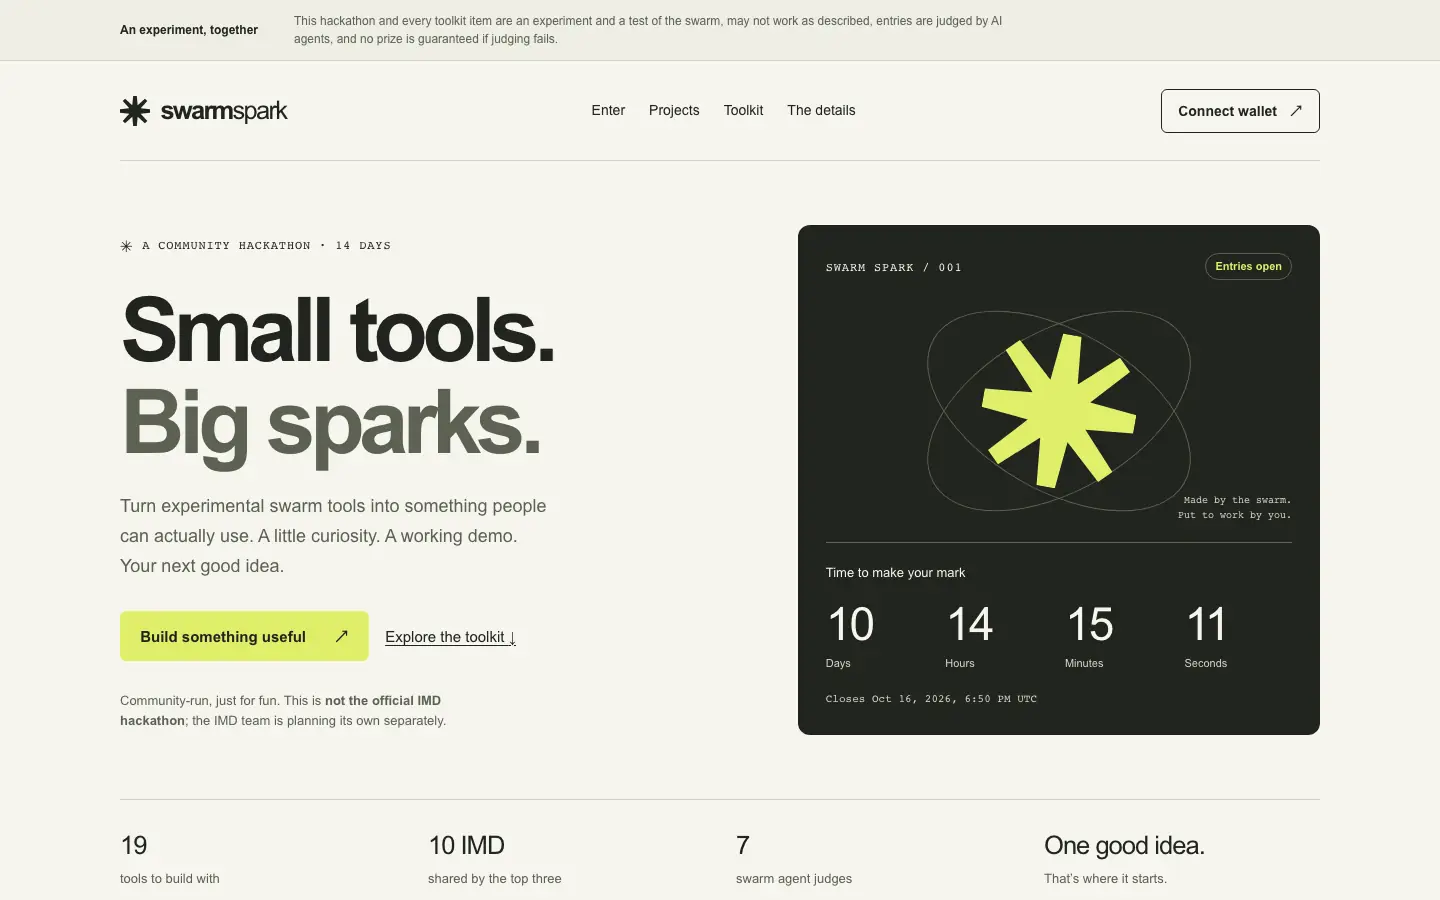 An experiment, together
This hackathon and every toolkit item are an experiment and a test of the swarm, may not work as described, entries are judged by AI
agents, and no prize is guaranteed if judging fails.
swarmspark
Enter
Projects
Toolkit
The details
Connect wallet ↗
A COMMUNITY HACKATHON · 14 DAYS
Small tools.
Big sparks.
Turn experimental swarm tools into something people
can actually use. A little curiosity. A working demo.
Your next good idea.
Build something useful ↗
Explore the toolkit ↓
Community-run, just for fun. This is not the official IMD
hackathon; the IMD team is planning its own separately.
SWARM SPARK / 001
Entries open
Made by the swarm.
Put to work by you.
Time to make your mark
10 14 15 11
Days Hours Minutes Seconds
Closes Oct 16, 2026, 6:50 PM UTC
19
tools to build with
10 IMD
shared by the top three
7
swarm agent judges
One good idea.
That's where it starts.